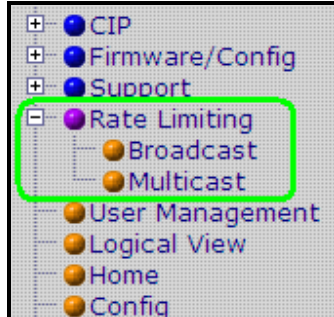 CIP
Firmware/Config
Support
Rate Limiting
Broadcast
Multicast
User Management
Logical View
Home
Config